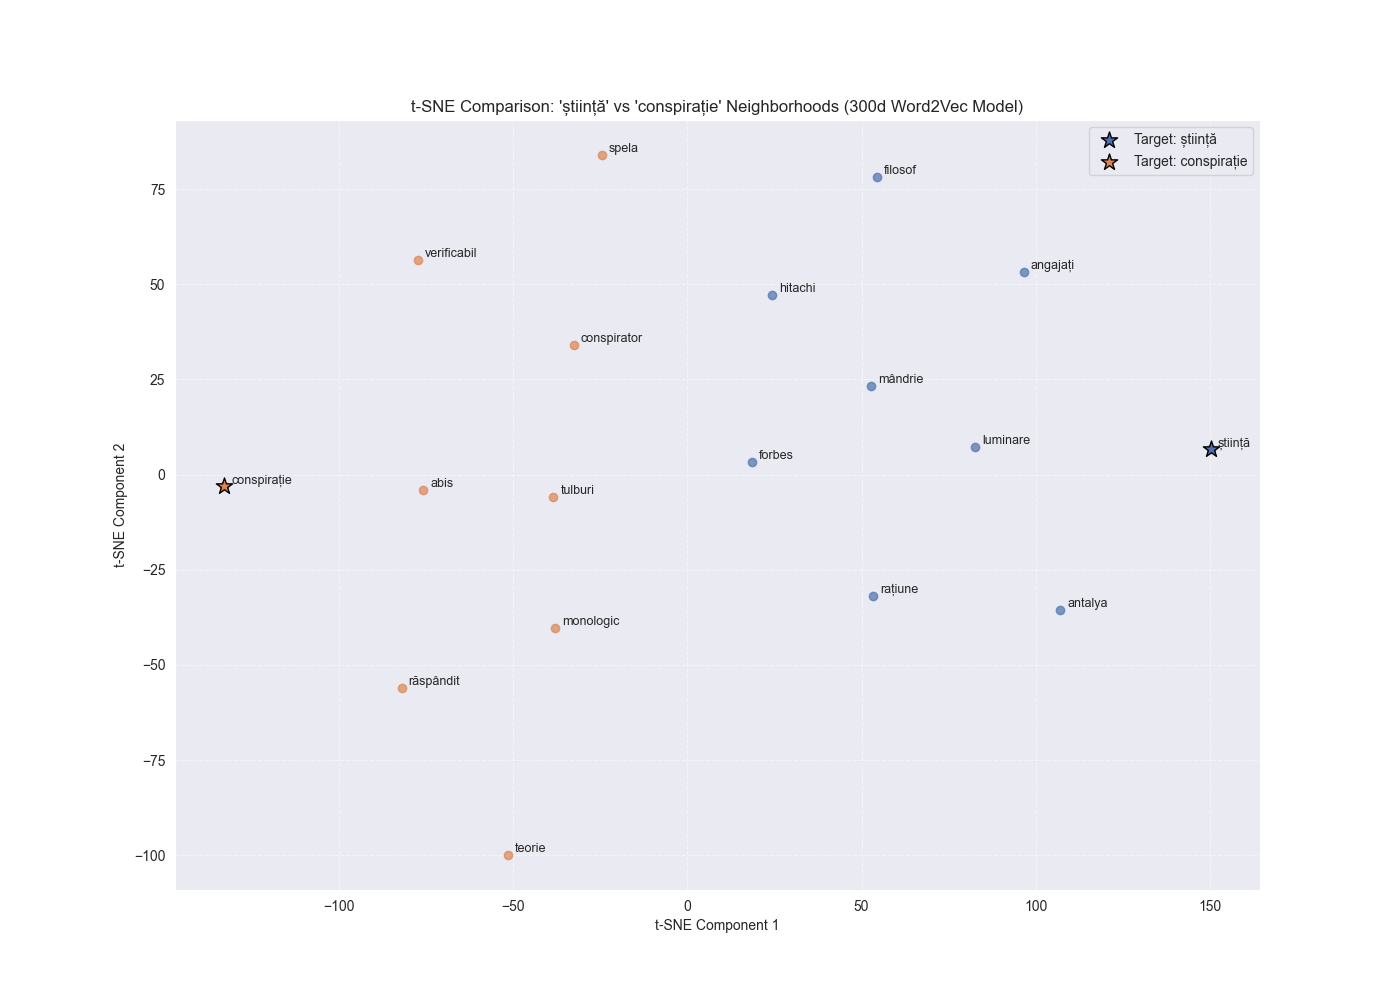 t-SNE Comparison: 'știință' vs 'conspirație' Neighborhoods (300d Word2Vec Model)
Target: știință
Target: conspirație
spela
filosof
verificabil
angajați
hitachi
conspirator
mândrie
luminare
știință
forbes
conspirație
abis
tulburi
rațiune
antalya
monologic
răspândit
teorie
75
50
25
0
−25
−50
−75
−100
t-SNE Component 2
−100
−50
0
50
100
150
t-SNE Component 1